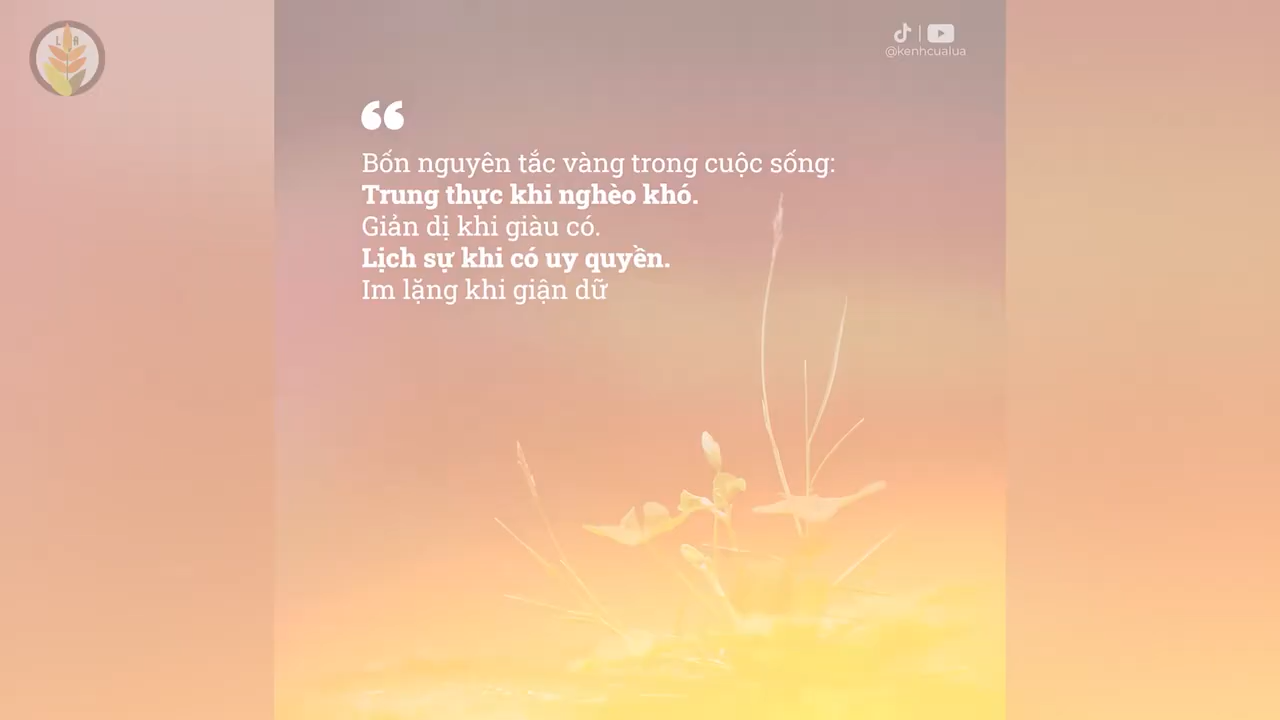 L A
@kenhcualua
Bốn nguyên tắc vàng trong cuộc sống:
Trung thực khi nghèo khó.
Giản dị khi giàu có.
Lịch sự khi có uy quyền.
Im lặng khi giận dữ